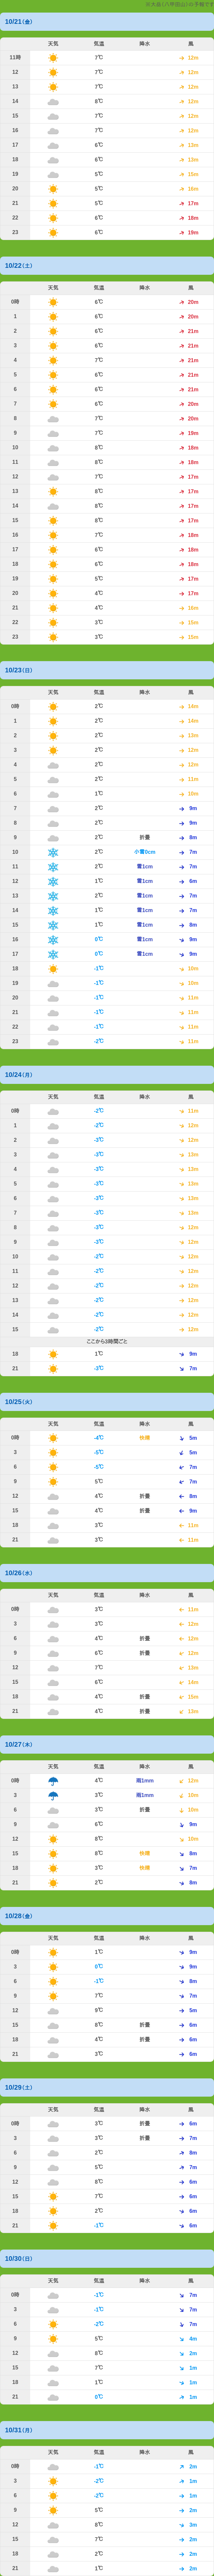 10/21(金)
天気 気温 降水 風
11時 7℃ 12m
12 7℃ 12m
13 7℃ 12m
14 8℃ 12m
15 7℃ 12m
16 7℃ 12m
17 6℃ 13m
18 6℃ 13m
19 5℃ 15m
20 5℃ 16m
21 5℃ 17m
22 6℃ 18m
23 6℃ 19m
10/22(土)
天気 気温 降水 風
0時 6℃ 20m
1 6℃ 20m
2 6℃ 21m
3 6℃ 21m
4 7℃ 21m
5 6℃ 21m
6 6℃ 21m
7 6℃ 20m
8 7℃ 20m
9 7℃ 19m
10 8℃ 18m
11 8℃ 18m
12 7℃ 17m
13 8℃ 17m
14 8℃ 17m
15 8℃ 17m
16 7℃ 18m
17 6℃ 18m
18 6℃ 18m
19 5℃ 17m
20 4℃ 17m
21 4℃ 16m
22 3℃ 15m
23 3℃ 15m
10/23(日)
天気 気温 降水 風
0時 2℃ 14m
1 2℃ 14m
2 2℃ 13m
3 2℃ 12m
4 2℃ 12m
5 2℃ 11m
6 1℃ 10m
7 2℃ 9m
8 2℃ 9m
9 2℃ 折畳 8m
10 2℃ 小雪0cm 7m
11 2℃ 雪1cm 7m
12 1℃ 雪1cm 6m
13 2℃ 雪1cm 7m
14 1℃ 雪1cm 7m
15 1℃ 雪1cm 8m
16 0℃ 雪1cm 9m
17 0℃ 雪1cm 9m
18 -1℃ 10m
19 -1℃ 10m
20 -1℃ 11m
21 -1℃ 11m
22 -1℃ 11m
23 -2℃ 11m
10/24(月)
天気 気温 降水 風
0時 -2℃ 11m
1 -2℃ 12m
2 -3℃ 12m
3 -3℃ 13m
4 -3℃ 13m
5 -3℃ 13m
6 -3℃ 13m
7 -3℃ 13m
8 -3℃ 12m
9 -3℃ 12m
10 -2℃ 12m
11 -2℃ 12m
12 -2℃ 12m
13 -2℃ 12m
14 -2℃ 12m
15 -2℃ 12m
ここから3時間ごと
18 1℃ 9m
21 -3℃ 7m
10/25(火)
天気 気温 降水 風
0時 -4℃ 快晴 5m
3 -5℃ 5m
6 -5℃ 7m
9 5℃ 7m
12 4℃ 折畳 8m
15 4℃ 折畳 9m
18 3℃ 11m
21 3℃ 11m
10/26(水)
天気 気温 降水 風
0時 3℃ 11m
3 3℃ 12m
6 4℃ 折畳 12m
9 6℃ 折畳 12m
12 7℃ 13m
15 6℃ 14m
18 4℃ 折畳 15m
21 4℃ 折畳 13m
10/27(木)
天気 気温 降水 風
0時 4℃ 雨1mm 12m
3 3℃ 雨1mm 10m
6 3℃ 折畳 10m
9 6℃ 9m
12 8℃ 10m
15 8℃ 快晴 8m
18 3℃ 快晴 7m
21 2℃ 8m
10/28(金)
天気 気温 降水 風
0時 1℃ 9m
3 0℃ 9m
6 -1℃ 8m
9 7℃ 7m
12 9℃ 5m
15 8℃ 折畳 6m
18 4℃ 折畳 6m
21 3℃ 6m
10/29(土)
天気 気温 降水 風
0時 3℃ 折畳 6m
3 3℃ 折畳 7m
6 2℃ 8m
9 5℃ 7m
12 8℃ 6m
15 7℃ 6m
18 2℃ 6m
21 -1℃ 6m
10/30(日)
天気 気温 降水 風
0時 -1℃ 7m
3 -1℃ 7m
6 -2℃ 7m
9 5℃ 4m
12 8℃ 2m
15 7℃ 1m
18 1℃ 1m
21 0℃ 1m
10/31(月)
天気 気温 降水 風
0時 -1℃ 2m
3 -2℃ 1m
6 -2℃ 1m
9 5℃ 2m
12 8℃ 3m
15 7℃ 2m
18 2℃ 2m
21 1℃ 2m